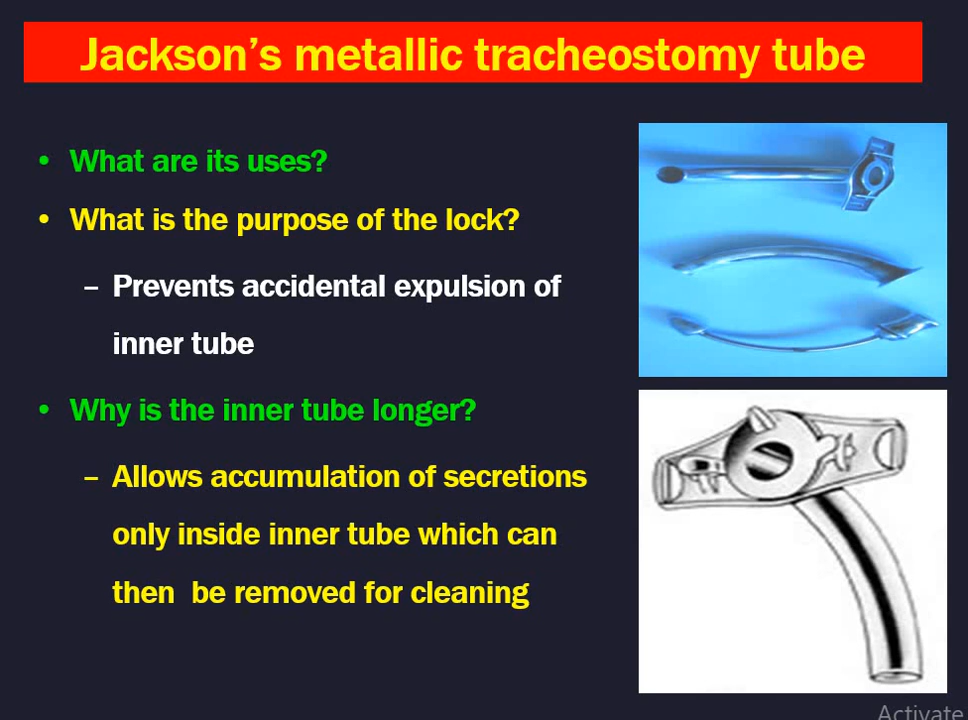 Jackson’s metallic tracheostomy tube
• What are its uses?
• What is the purpose of the lock?
– Prevents accidental expulsion of
inner tube
• Why is the inner tube longer?
– Allows accumulation of secretions
only inside inner tube which can
then be removed for cleaning
Activate